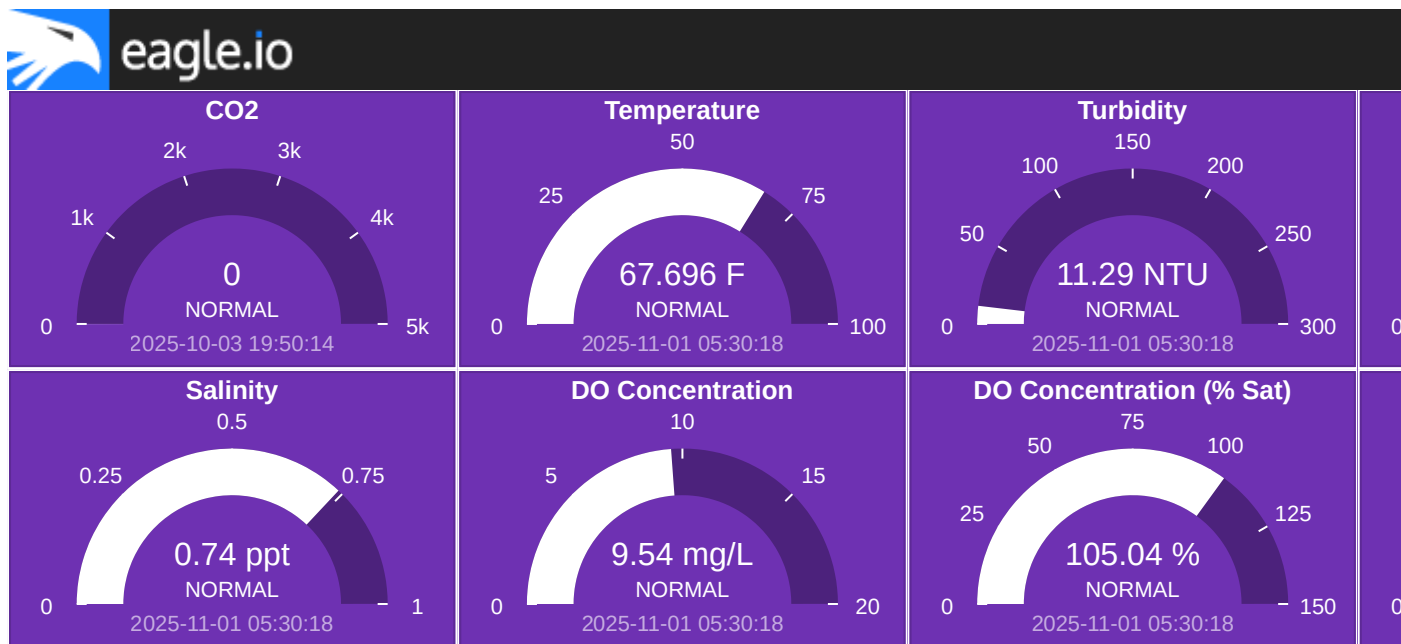 eagle.io
CO2
2k
3k
1k
4k
0
NORMAL
0
5k
2025-10-03 19:50:14
Temperature
50
25
75
67.696 F
NORMAL
0
100
2025-11-01 05:30:18
Turbidity
150
100
200
50
250
11.29 NTU
NORMAL
0
300
2025-11-01 05:30:18
0
Salinity
0.5
0.25
0.75
0.74 ppt
NORMAL
0
1
2025-11-01 05:30:18
DO Concentration
10
5
15
9.54 mg/L
NORMAL
0
20
2025-11-01 05:30:18
DO Concentration (% Sat)
75
50
100
25
125
105.04 %
NORMAL
0
150
2025-11-01 05:30:18
0